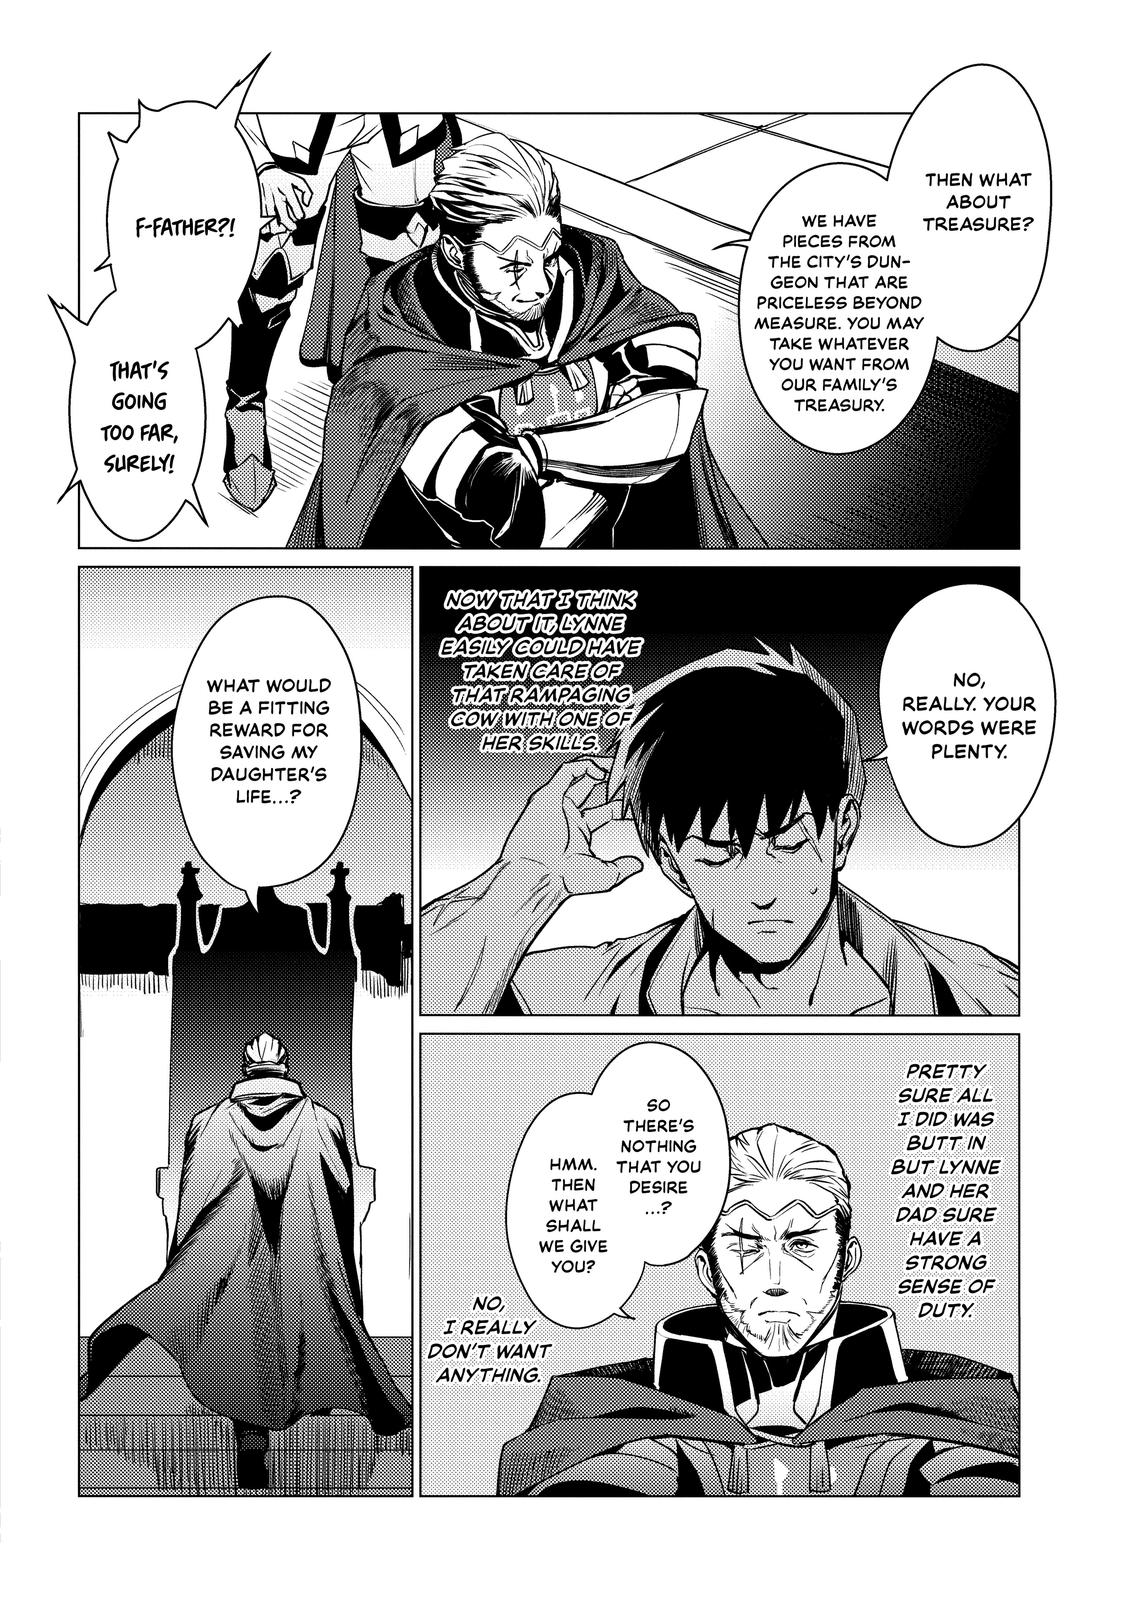 THEN WHAT
ABOUT
TREASURE?
WE HAVE
PIECES FROM
THE CITY'S DUN-
GEON THAT ARE
PRICELESS BEYOND
MEASURE. YOU MAY
TAKE WHATEVER
YOU WANT FROM
OUR FAMILY'S
TREASURY.
F-FATHER?!
THAT'S
GOING
TOO FAR,
SURELY!
NO,
REALLY. YOUR
WORDS WERE
PLENTY.
NOW THAT I THINK
ABOUT IT, LYNNE
EASILY COULD HAVE
TAKEN CARE OF
THAT RAMPAGING
COW WITH ONE OF
HER SKILLS.
PRETTY
SURE ALL
I DID WAS
BUTT IN
BUT LYNNE
AND HER
DAD SURE
HAVE A
STRONG
SENSE OF
DUTY.
SO
THERE'S
NOTHING
THAT YOU
DESIRE
...?
HMM.
THEN
WHAT
SHALL
WE GIVE
YOU?
NO,
I REALLY
DON'T WANT
ANYTHING.
WHAT WOULD
BE A FITTING
REWARD FOR
SAVING MY
DAUGHTER'S
LIFE...?